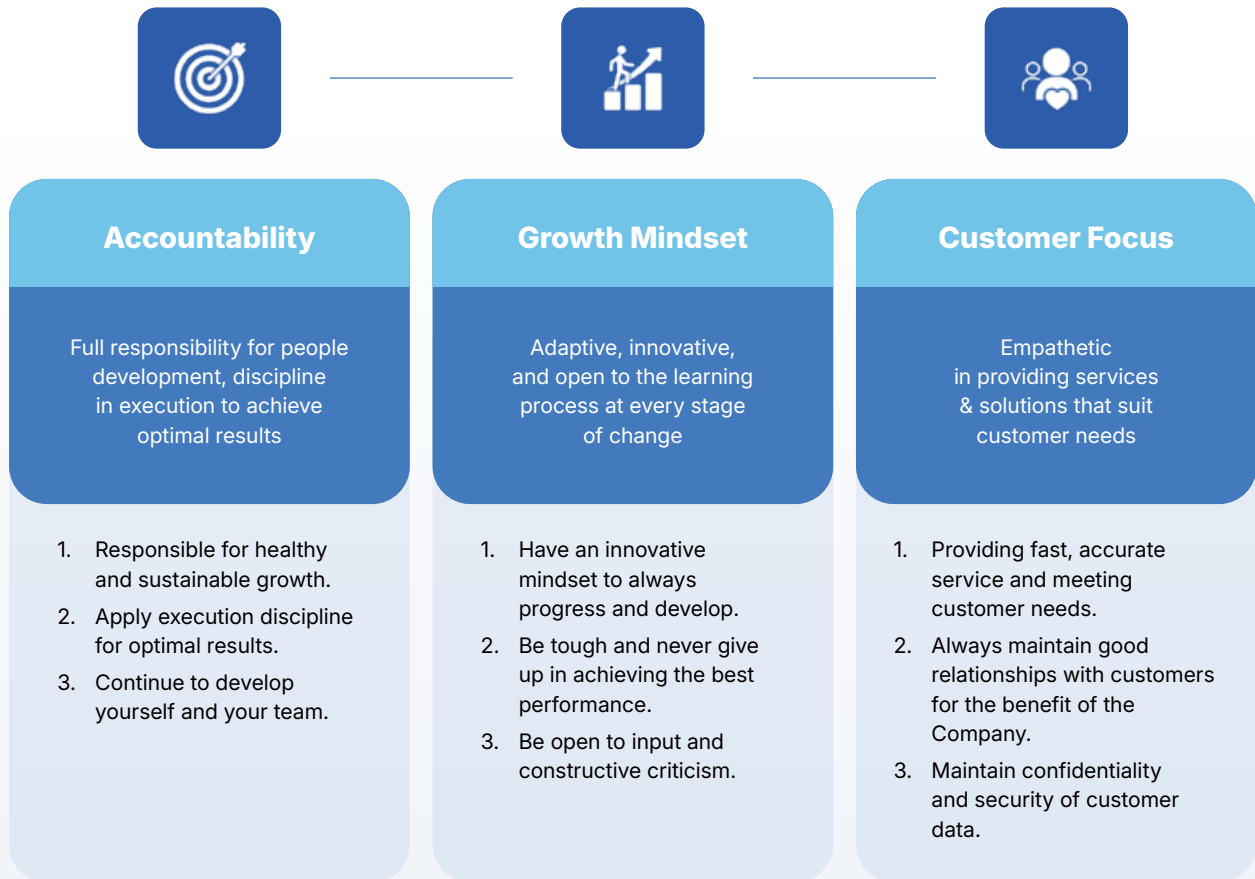 Accountability
Full responsibility for people
development, discipline
in execution to achieve
optimal results
1. Responsible for healthy
and sustainable growth.
2. Apply execution discipline
for optimal results.
3. Continue to develop
yourself and your team.
Growth Mindset
Adaptive, innovative,
and open to the learning
process at every stage
of change
1. Have an innovative
mindset to always
progress and develop.
2. Be tough and never give
up in achieving the best
performance.
3. Be open to input and
constructive criticism.
Customer Focus
Empathetic
in providing services
& solutions that suit
customer needs
1. Providing fast, accurate
service and meeting
customer needs.
2. Always maintain good
relationships with customers
for the benefit of the
Company.
3. Maintain confidentiality
and security of customer
data.